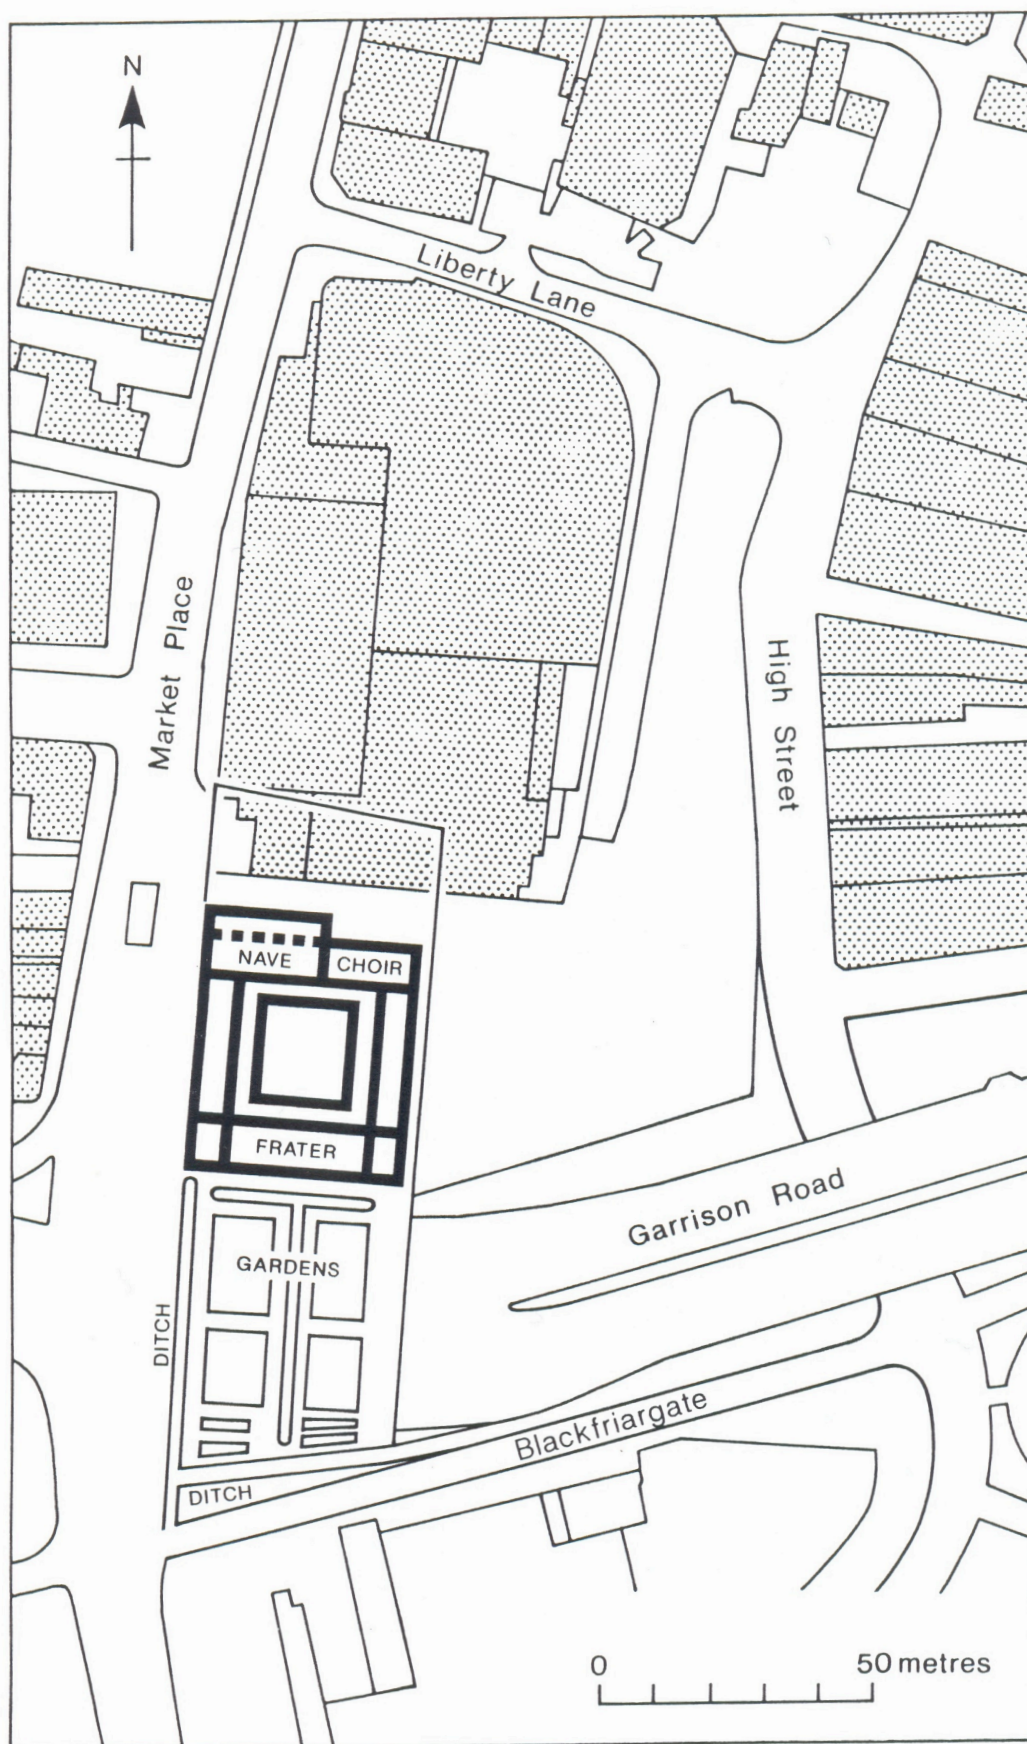 N
Liberty Lane
Market Place
High Street
NAVE
CHOIR
FRATER
Garrison Road
GARDENS
DITCH
Blackfriargate
DITCH
0 50 metres